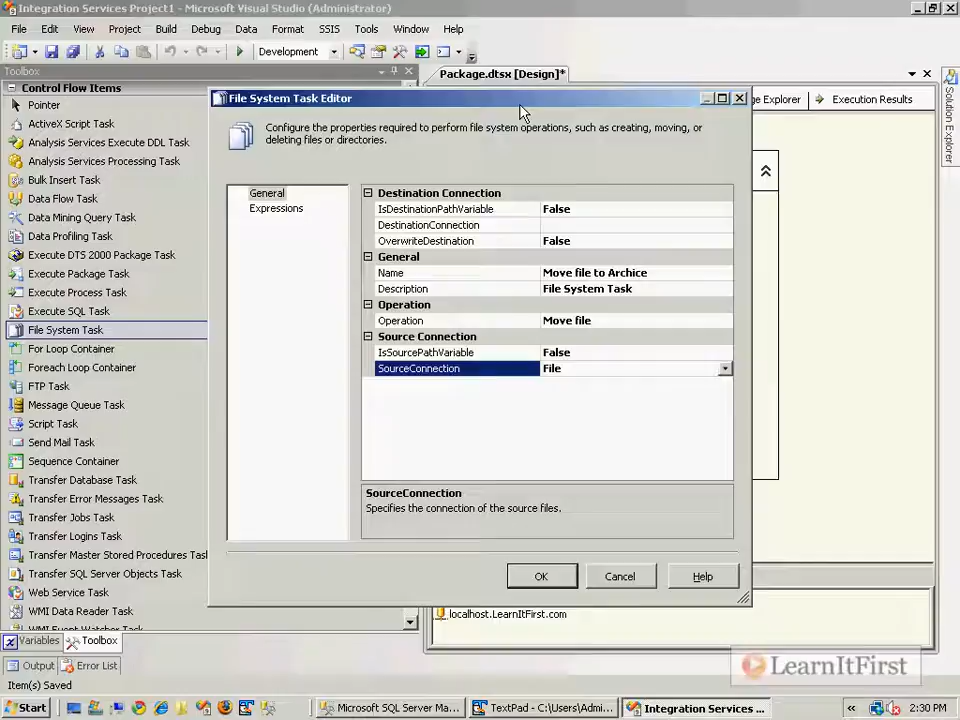 Integration Services Project1 - Microsoft Visual Studio (Administrator)
File Edit View Project Build Debug Data Format SSIS Tools Window Help
Development
Toolbox
Package.dtsx [Design]*
Control Flow Items
Pointer
ActiveX Script Task
Analysis Services Execute DDL Task
Analysis Services Processing Task
Bulk Insert Task
Data Flow Task
Data Mining Query Task
Data Profiling Task
Execute DTS 2000 Package Task
Execute Package Task
Execute Process Task
Execute SQL Task
File System Task
For Loop Container
Foreach Loop Container
FTP Task
Message Queue Task
Script Task
Send Mail Task
Sequence Container
Transfer Database Task
Transfer Error Messages Task
Transfer Jobs Task
Transfer Logins Task
Transfer Master Stored Procedures Tas
Transfer SQL Server Objects Task
Web Service Task
WMI Data Reader Task
WMI Event Watcher Task
File System Task Editor
Configure the properties required to perform file system operations, such as creating, moving, or
deleting files or directories.
General
Expressions
Destination Connection
IsDestinationPathVariable False
DestinationConnection
OverwriteDestination False
General
Name Move file to Archice
Description File System Task
Operation
Operation Move file
Source Connection
IsSourcePathVariable False
SourceConnection File
SourceConnection
Specifies the connection of the source files.
OK Cancel Help
ge Explorer Execution Results
Solution Explorer
localhost.LearnItFirst.com
Variables Toolbox
Output Error List
Item(s) Saved
LearnItFirst
Start Microsoft SQL Server Ma... TextPad - C:\Users\Admi... Integration Services ... 2:30 PM